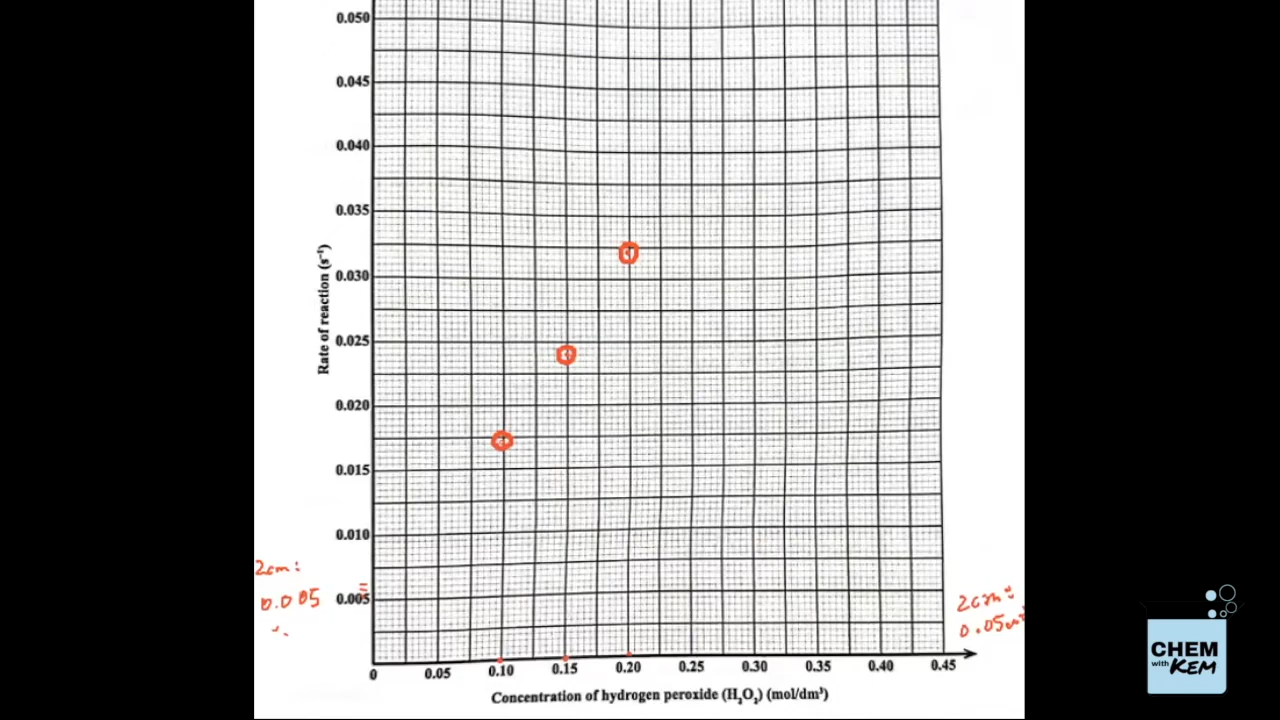 0.050
0.045
0.040
0.035
0.030
0.025
0.020
0.015
0.010
0.005
Rate of reaction (s⁻¹)
2cm:
0.005
0 0.05 0.10 0.15 0.20 0.25 0.30 0.35 0.40 0.45
Concentration of hydrogen peroxide (H₂O₂) (mol/dm³)
2cm:
CHEM
with KEM